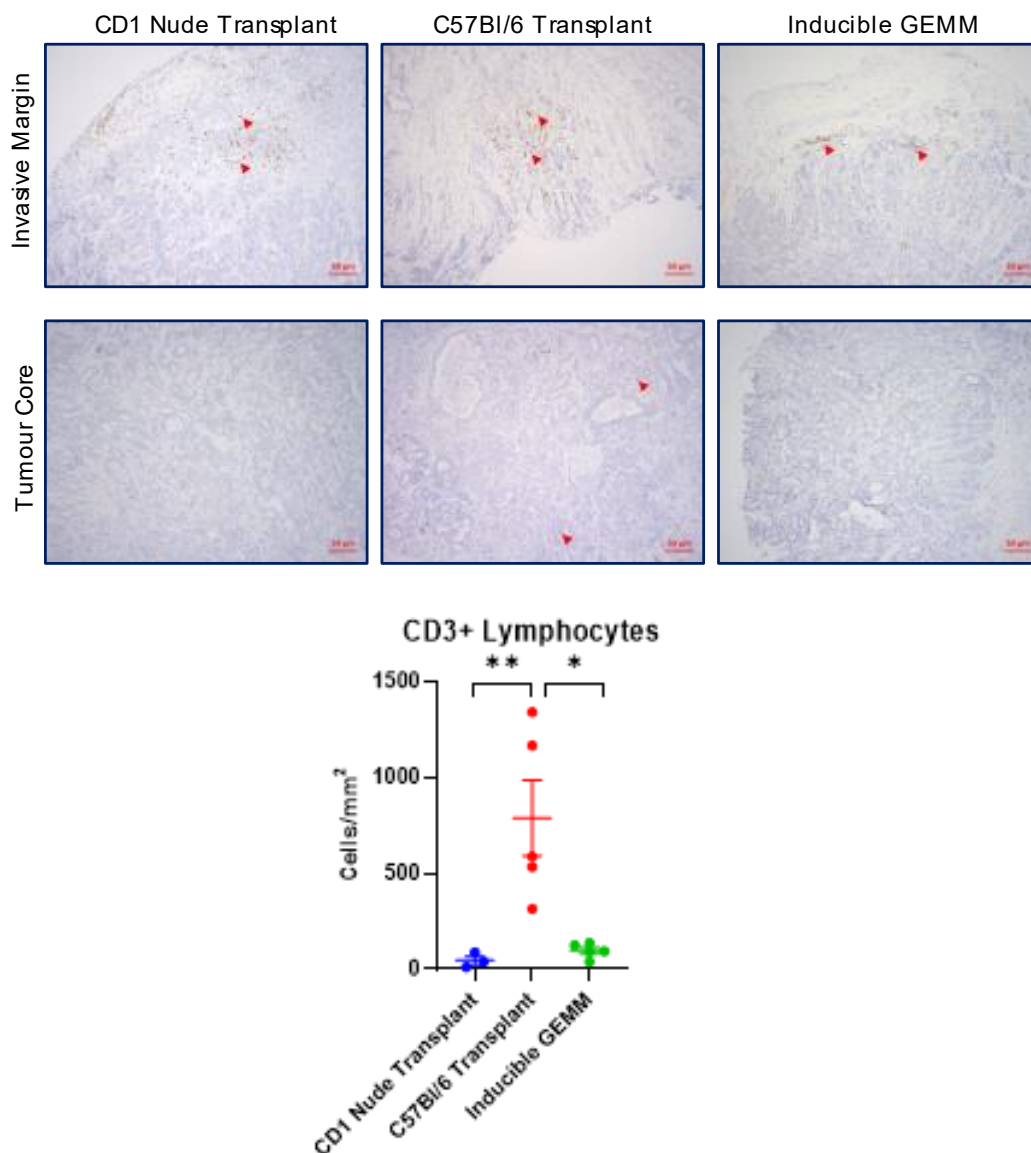 CD1 Nude Transplant
C57Bl/6 Transplant
Inducible GEMM
Invasive Margin
Tumour Core
CD3+ Lymphocytes
** *
1500
1000
500
0
Cells/mm²
CD1 Nude Transplant
C57Bl/6 Transplant
Inducible GEMM